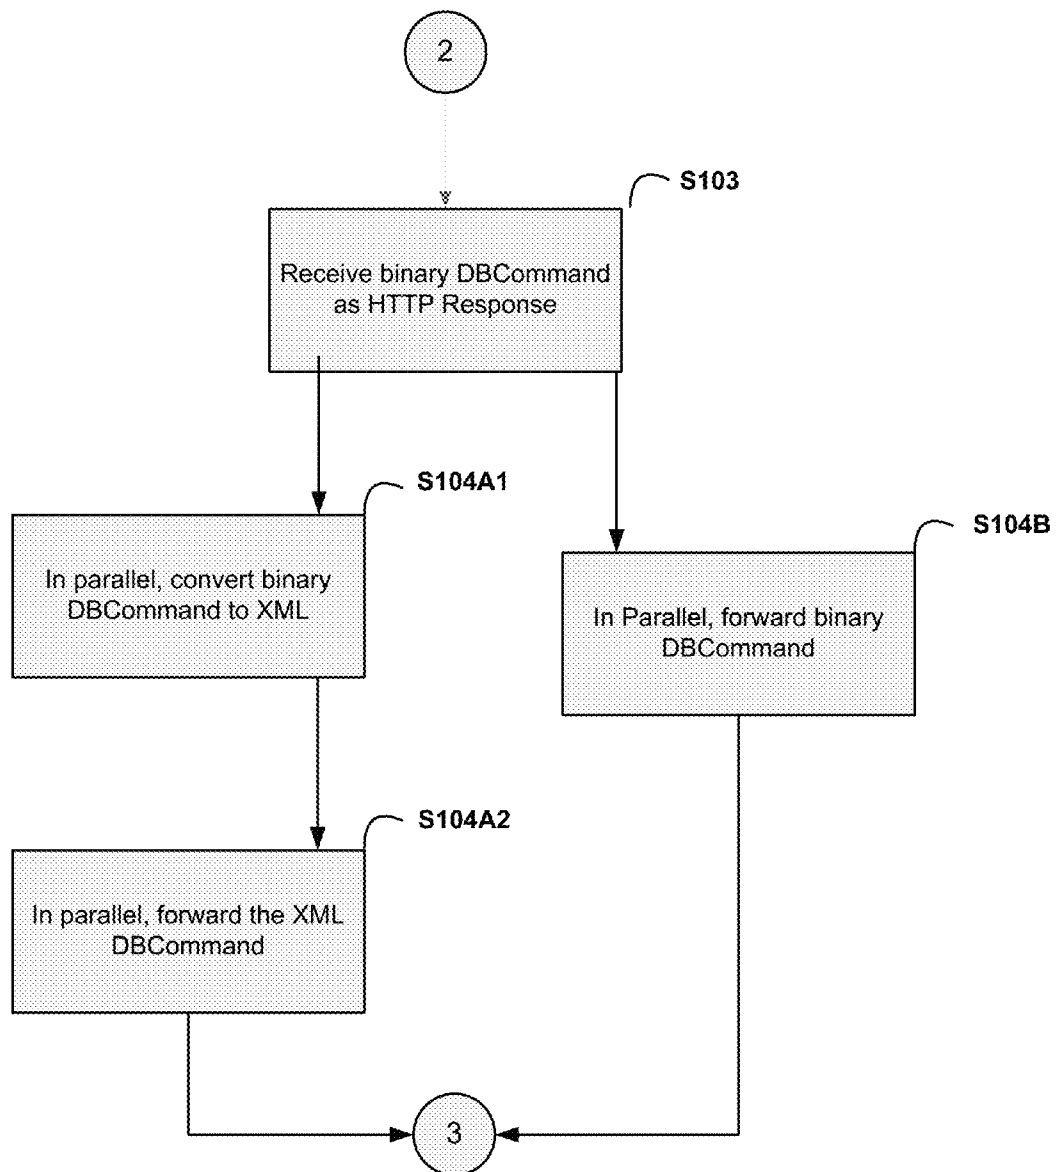 2
S103
Receive binary DBCommand
as HTTP Response
S104A1
In parallel, convert binary
DBCommand to XML
S104B
In Parallel, forward binary
DBCommand
S104A2
In parallel, forward the XML
DBCommand
3